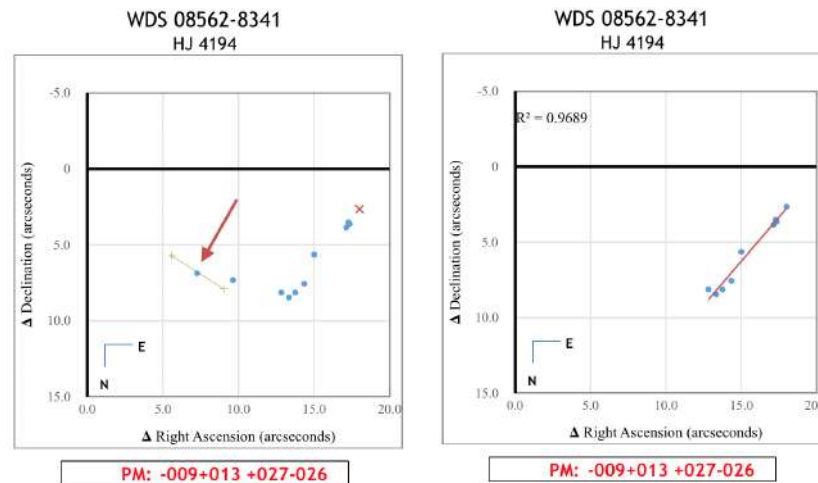 WDS 08562-8341
HJ 4194
-5.0
0
5.0
10.0
15.0
0.0
5.0
10.0
15.0
20.0
Δ Declination (arcseconds)
Δ Right Ascension (arcseconds)
E
N
PM: -009+013 +027-026
WDS 08562-8341
HJ 4194
R² = 0.9689
-5.0
0
5.0
10.0
15.0
0.0
5.0
10.0
15.0
20.0
Δ Declination (arcseconds)
Δ Right Ascension (arcseconds)
E
N
PM: -009+013 +027-026